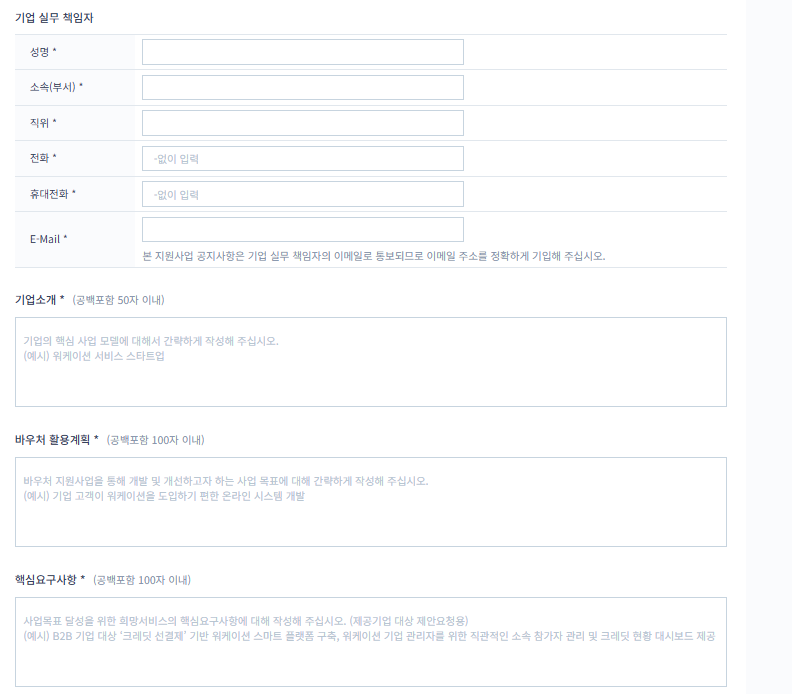 기업 실무 책임자
성명 *
소속(부서) *
직위 *
전화 *
-없이 입력
휴대전화 *
-없이 입력
E-Mail *
본 지원사업 공지사항은 기업 실무 책임자의 이메일로 통보되므로 이메일 주소를 정확하게 기입해 주십시오.
기업소개 * (공백포함 50자 이내)
기업의 핵심 사업 모델에 대해서 간략하게 작성해 주십시오.
(예시) 워케이션 서비스 스타트업
바우처 활용계획 * (공백포함 100자 이내)
바우처 지원사업을 통해 개발 및 개선하고자 하는 사업 목표에 대해 간략하게 작성해 주십시오.
(예시) 기업 고객이 워케이션을 도입하기 편한 온라인 시스템 개발
핵심요구사항 * (공백포함 100자 이내)
사업목표 달성을 위한 희망서비스의 핵심요구사항에 대해 작성해 주십시오. (제공기업 대상 제안요청용)
(예시) B2B 기업 대상 ‘크레딧 선결제’ 기반 워케이션 스마트 플랫폼 구축, 워케이션 기업 관리자를 위한 직관적인 소속 참가자 관리 및 크레딧 현황 대시보드 제공